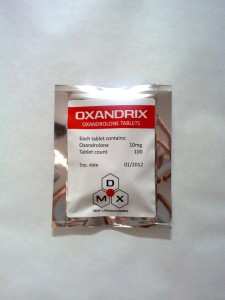 OXANDRIX
OXANDROLONE TABLETS
Each tablet contains:
Oxandrolone 10mg
Tablet count 100
Exp. date 01/2012
D
M X